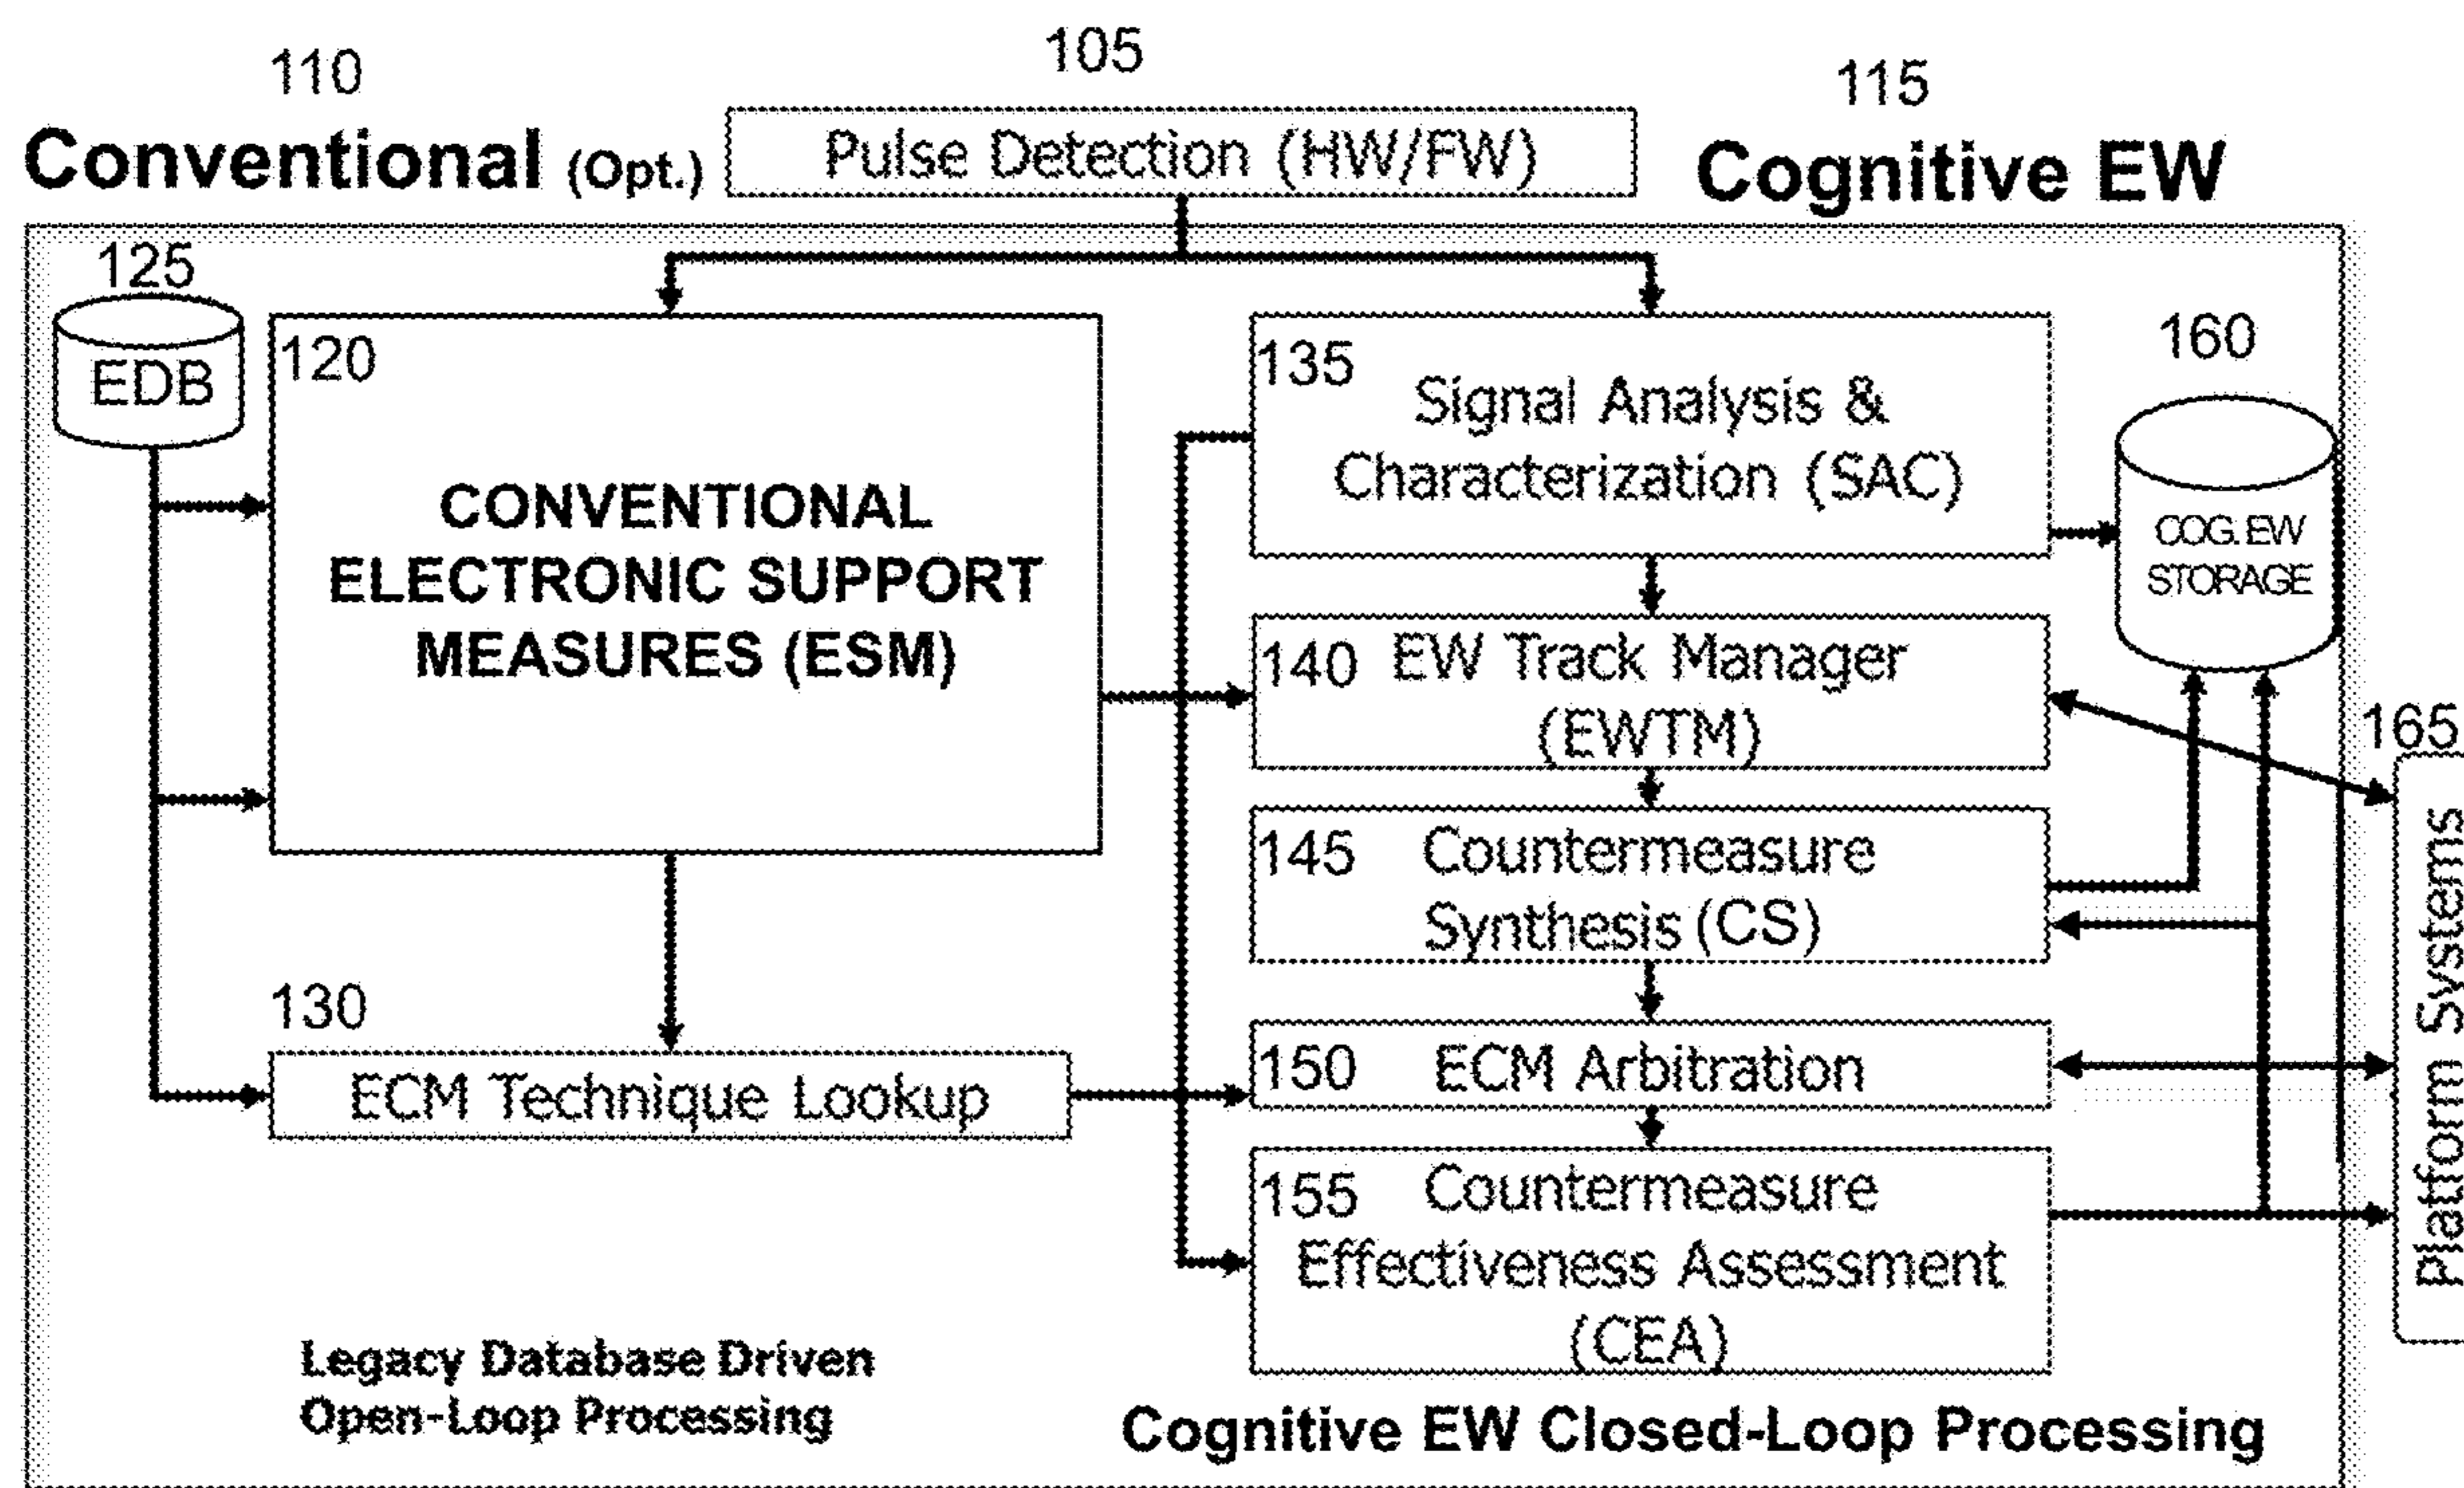 110
105
115
Conventional (Opt.)
Pulse Detection (HW/FW)
Cognitive EW
125
EDB
120
CONVENTIONAL
ELECTRONIC SUPPORT
MEASURES (ESM)
130
ECM Technique Lookup
Legacy Database Driven
Open-Loop Processing
135
Signal Analysis &
Characterization (SAC)
160
COG. EW
STORAGE
140 EW Track Manager
(EWTM)
145 Countermeasure
Synthesis (CS)
150 ECM Arbitration
155 Countermeasure
Effectiveness Assessment
(CEA)
165
Platform Systems
Cognitive EW Closed-Loop Processing